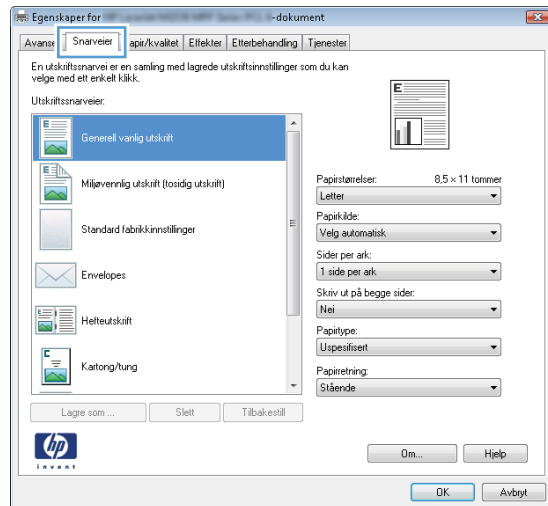 Egenskaper for -dokument
Avanse Snarveier apir/kvalitet Effekter Etterbehandling Tjenester
En utskriftssnarvei er en samling med lagrede utskriftsinnstillinger som du kan
velge med ett enkelt klikk.
Utskriftssnarveier:
Generell vanlig utskrift
Miljøvennlig utskrift (tosidig utskrift)
Standard fabrikkinnstillinger
Envelopes
Hefteutskrift
Kartong/tung
E
Papirstørrelser: 8,5 × 11 tommer
Letter
Papirkilde:
Velg automatisk
Sider per ark:
1 side per ark
Skriv ut på begge sider:
Nei
Papirtype:
Uspesifisert
Papirretning:
Stående
Lagre som ... Slett Tilbakestill
hp
invent
Om... Hjelp
OK Avbryt